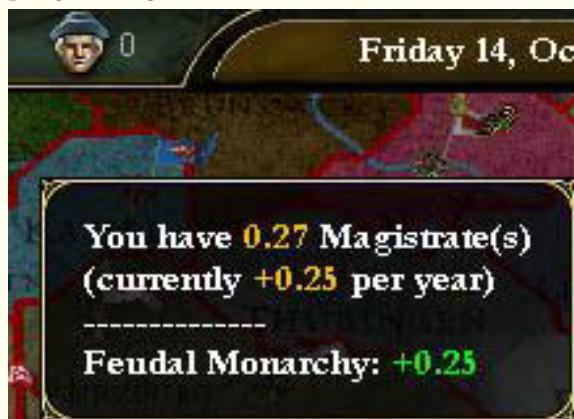 0
Friday 14, Oc
You have 0.27 Magistrate(s)
(currently +0.25 per year)
--------------
Feudal Monarchy: +0.25